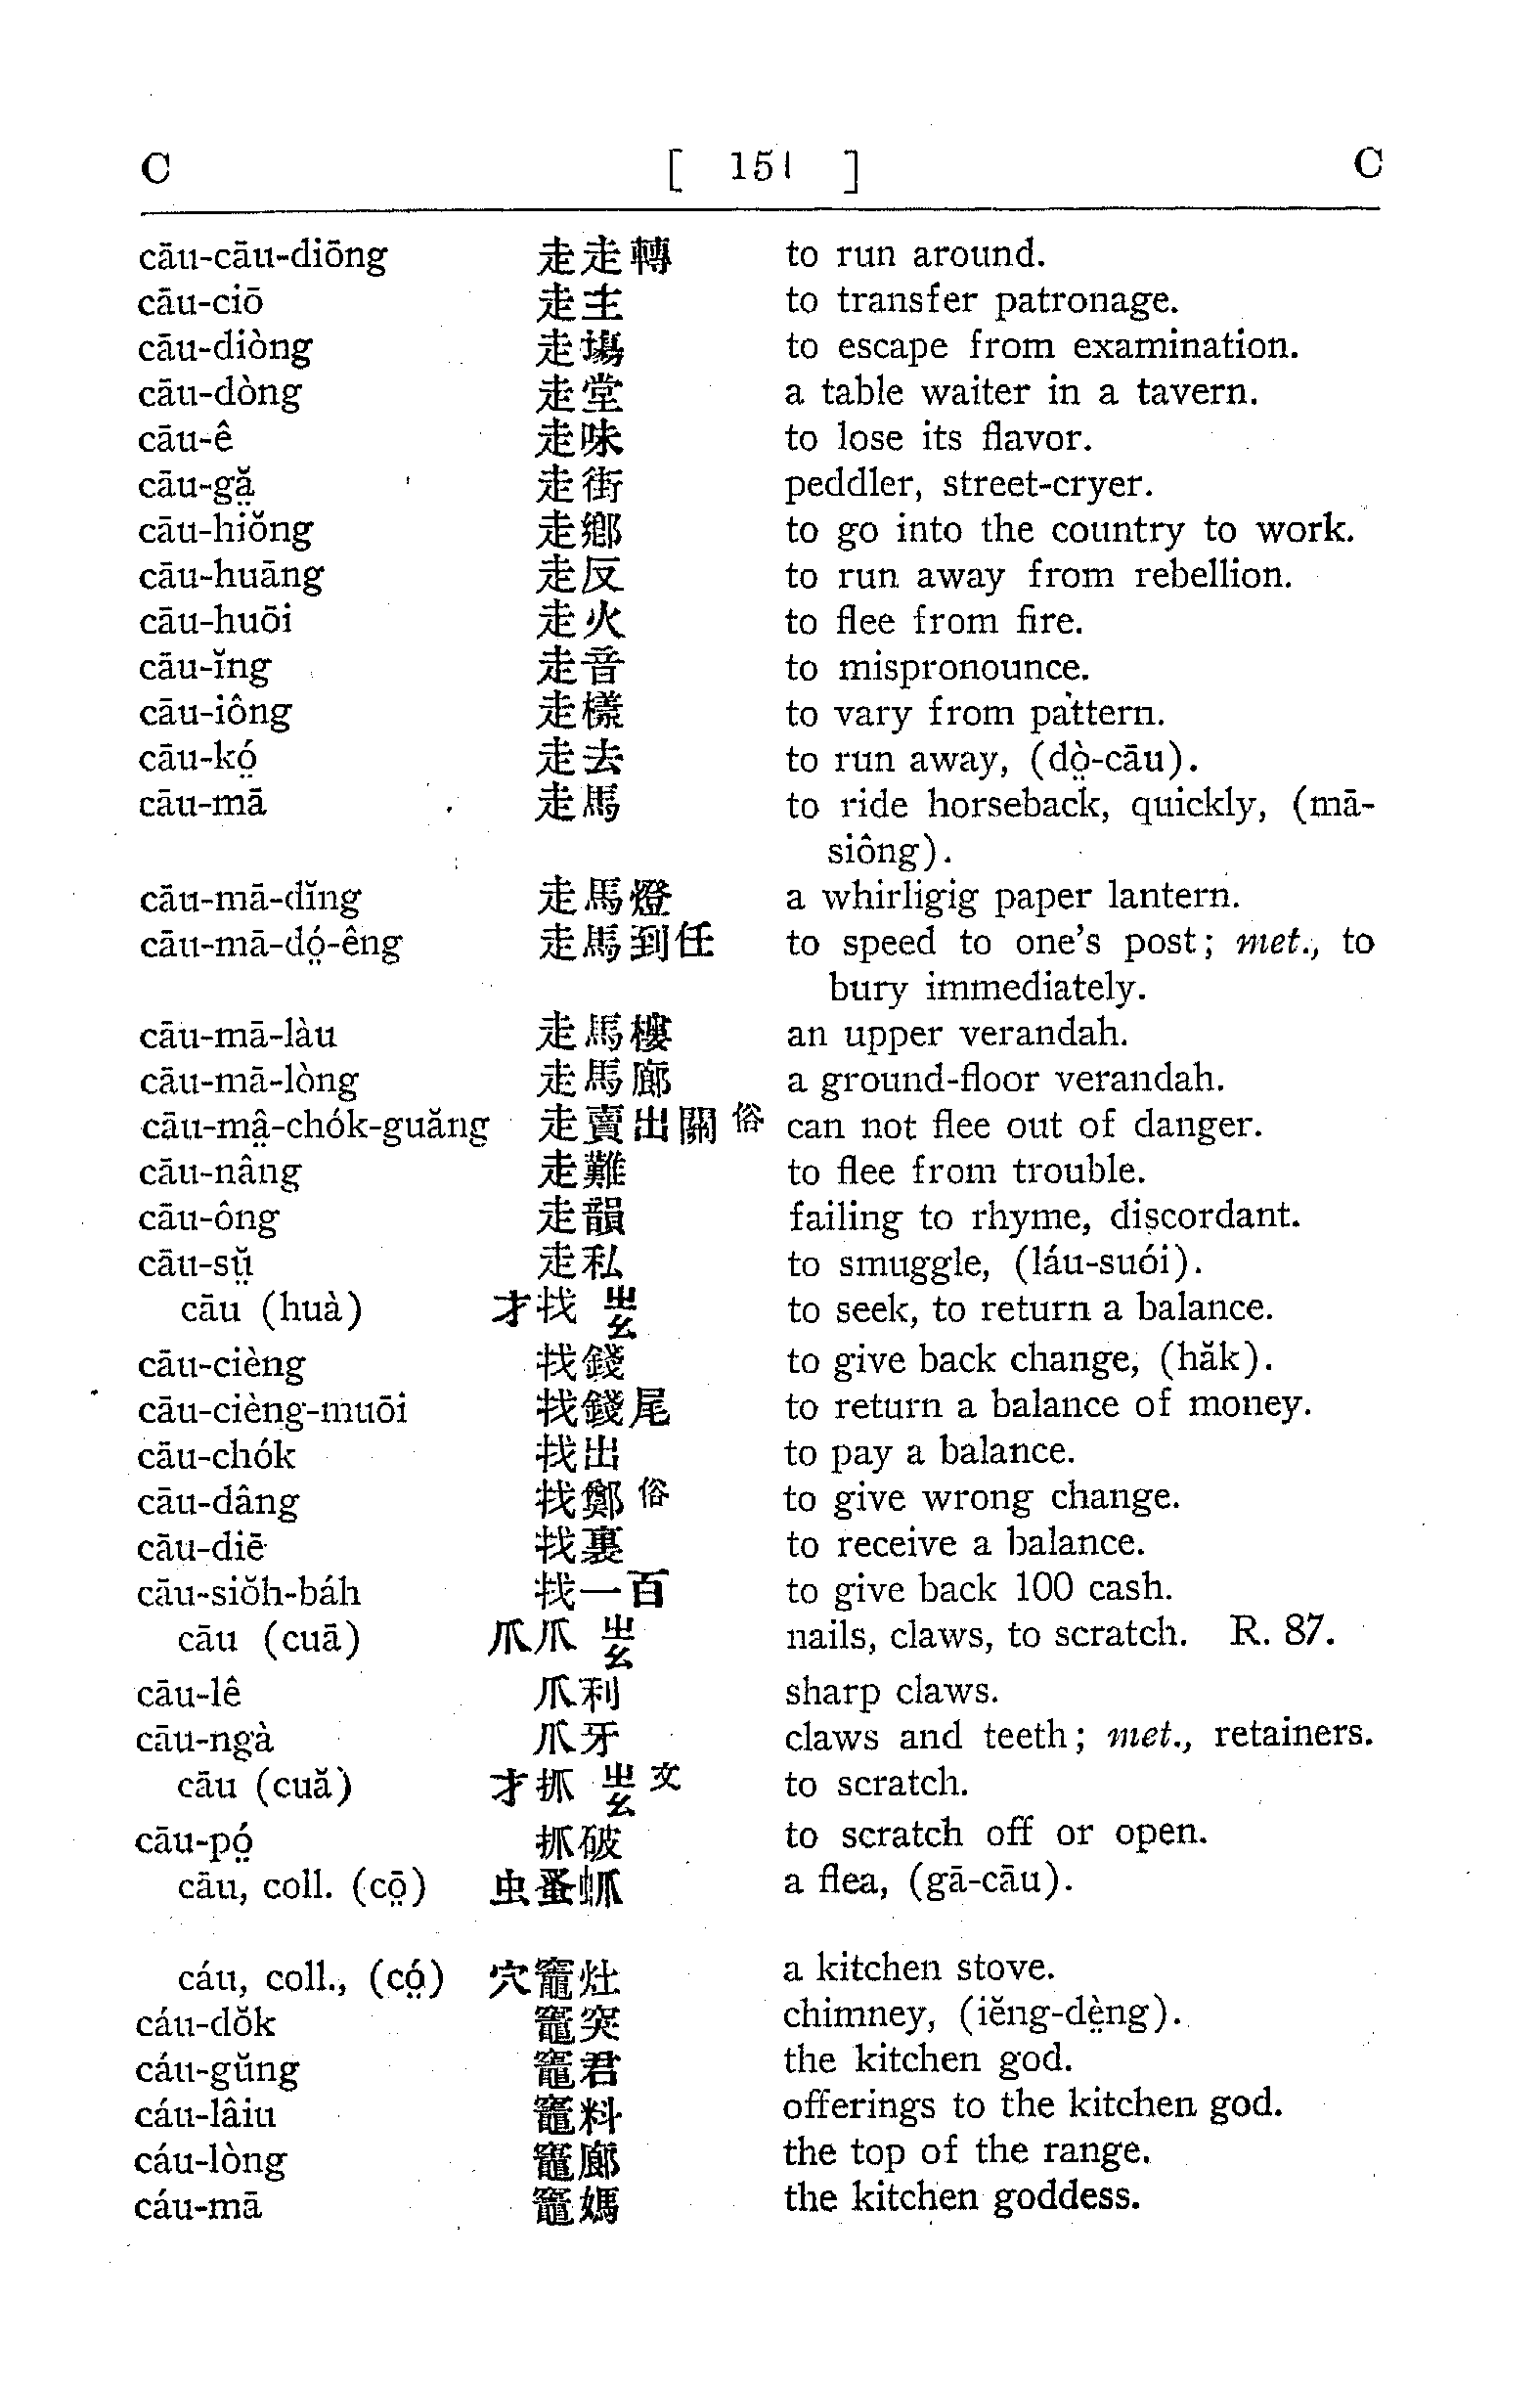 C [ 151 ] C
cāu-cāu-diōng 走走轉 to run around.
cāu-ciō 走主 to transfer patronage.
cāu-diòng 走塲 to escape from examination.
cāu-dòng 走堂 a table waiter in a tavern.
cāu-ê 走味 to lose its flavor.
cāu-gă̤ 走街 peddler, street-cryer.
cāu-hiŏng 走鄉 to go into the country to work.
cāu-huāng 走反 to run away from rebellion.
cāu-huōi 走火 to flee from fire.
cāu-ĭng 走音 to mispronounce.
cāu-iông 走樣 to vary from pattern.
cāu-kó̤ 走去 to run away, (dò̤-cāu).
cāu-mā 走馬 to ride horseback, quickly, (mā-
siông).
cāu-mā-dĭng 走馬燈 a whirligig paper lantern.
cāu-mā-dó̤-êng 走馬到任 to speed to one's post; met., to
bury immediately.
cāu-mā-làu 走馬樓 an upper verandah.
cāu-mā-lòng 走馬廊 a ground-floor verandah.
cāu-mâ̤-chók-guăng 走賣出關俗 can not flee out of danger.
cāu-nâng 走難 to flee from trouble.
cāu-ông 走韻 failing to rhyme, discordant.
cāu-sṳ̆ 走私 to smuggle, (láu-suói).
cāu (huà) 才找 ㄓㄠ to seek, to return a balance.
cāu-cièng 找錢 to give back change, (hăk).
cāu-cièng-muōi 找錢尾 to return a balance of money.
cāu-chók 找出 to pay a balance.
cāu-dâng 找鄭俗 to give wrong change.
cāu-diē 找裏 to receive a balance.
cāu-siŏh-báh 找一百 to give back 100 cash.
cāu (cuā) 爪爪 ㄓㄠ nails, claws, to scratch. R. 87.
cāu-lê 爪利 sharp claws.
cāu-ngà 爪牙 claws and teeth; met., retainers.
cāu (cuă) 才抓 ㄓㄠ文 to scratch.
cāu-pó̤ 抓破 to scratch off or open.
cāu, coll. (cō̤) 虫蚤䖣 a flea, (gā-cāu).
cáu, coll., (có̤) 穴竈灶 a kitchen stove.
cáu-dŏk 竈突 chimney, (iĕng-dè̤ng).
cáu-gŭng 竈君 the kitchen god.
cáu-lâiu 竈料 offerings to the kitchen god.
cáu-lòng 竈廊 the top of the range.
cáu-mā 竈媽 the kitchen goddess.